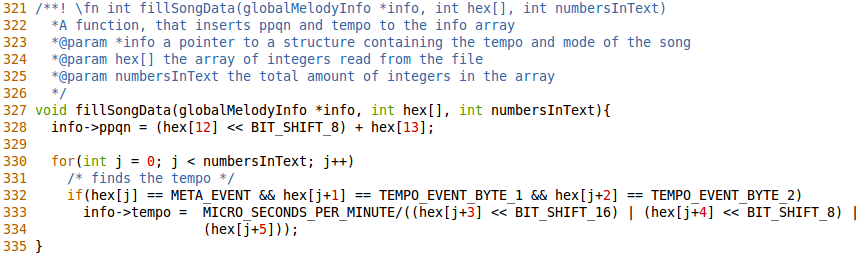 321 /**! \fn int fillSongData(globalMelodyInfo *info, int hex[], int numbersInText)
322   *A function, that inserts ppqn and tempo to the info array
323   *@param *info a pointer to a structure containing the tempo and mode of the song
324   *@param hex[] the array of integers read from the file
325   *@param numbersInText the total amount of integers in the array
326   */
327 void fillSongData(globalMelodyInfo *info, int hex[], int numbersInText){
328   info->ppqn = (hex[12] << BIT_SHIFT_8) + hex[13];
329
330   for(int j = 0; j < numbersInText; j++)
331     /* finds the tempo */
332     if(hex[j] == META_EVENT && hex[j+1] == TEMPO_EVENT_BYTE_1 && hex[j+2] == TEMPO_EVENT_BYTE_2)
333       info->tempo =  MICRO_SECONDS_PER_MINUTE/((hex[j+3] << BIT_SHIFT_16) | (hex[j+4] << BIT_SHIFT_8) |
334                      (hex[j+5]));
335 }